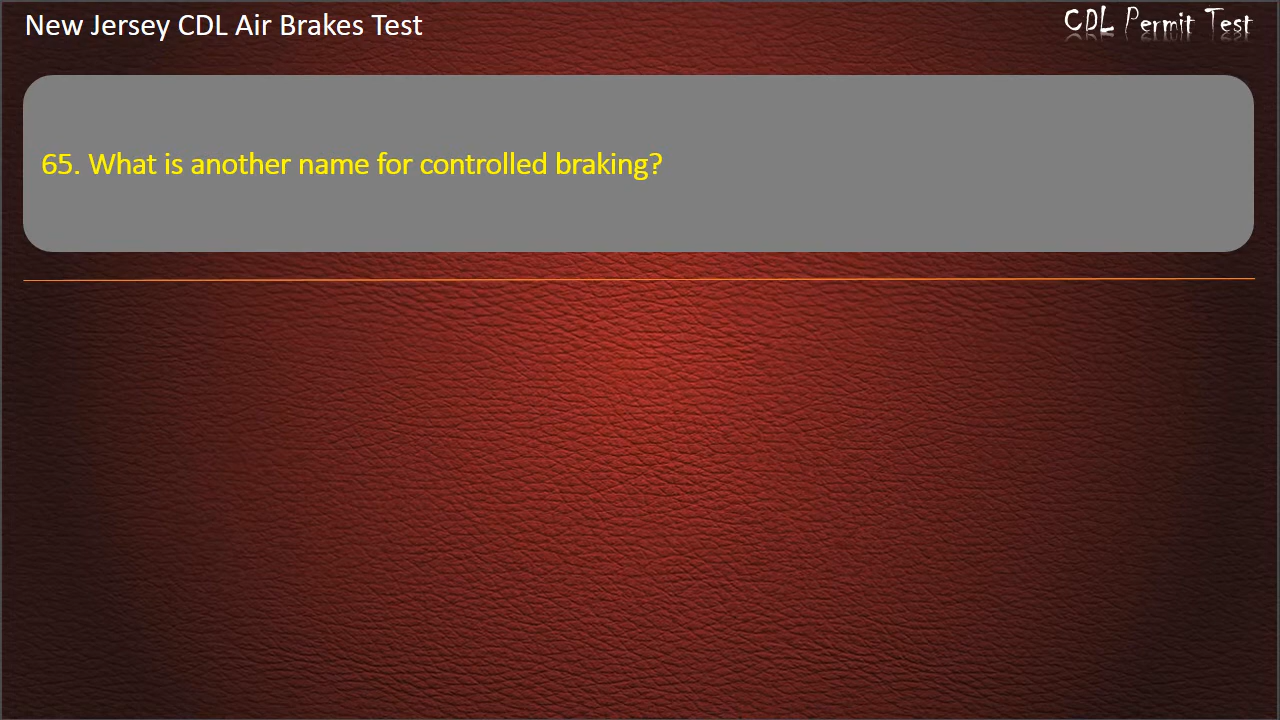 New Jersey CDL Air Brakes Test
CDL Permit Test
65. What is another name for controlled braking?